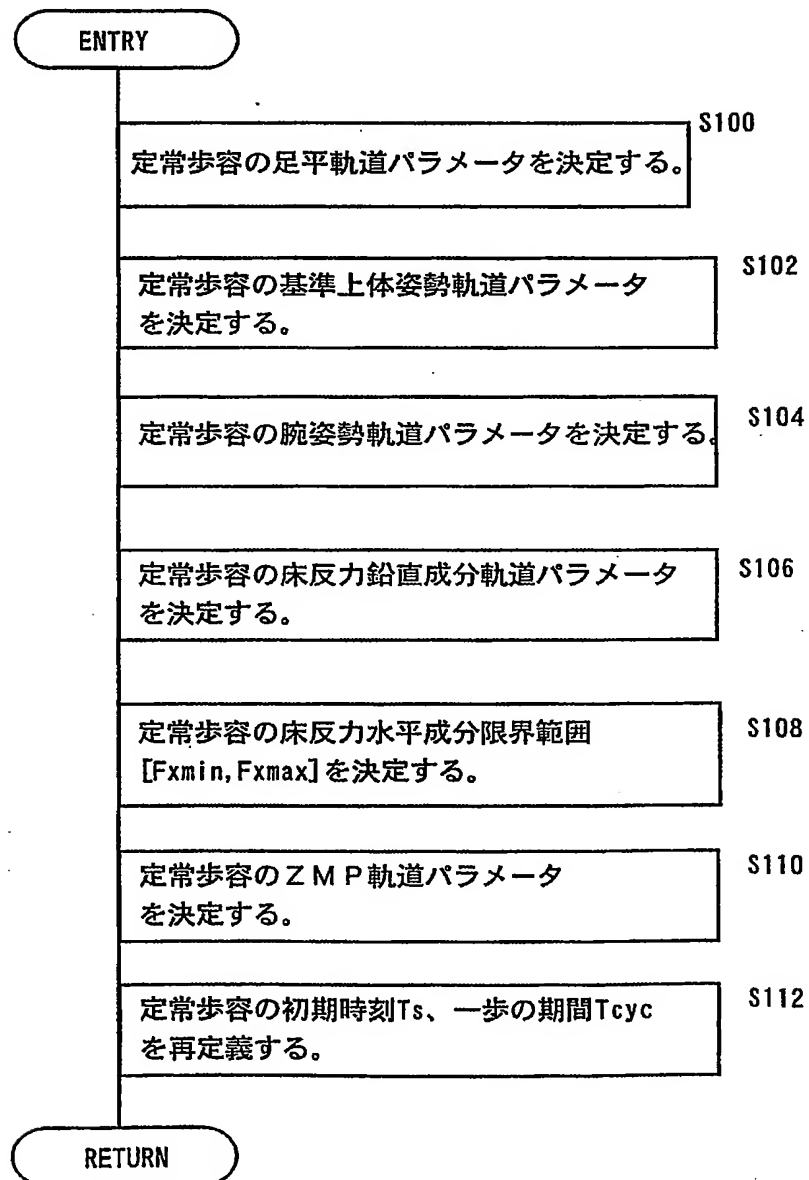 ENTRY
S100
定常歩容の足平軌道パラメータを決定する。
S102
定常歩容の基準上体姿勢軌道パラメータ
を決定する。
S104
定常歩容の腕姿勢軌道パラメータを決定する。
S106
定常歩容の床反力鉛直成分軌道パラメータ
を決定する。
S108
定常歩容の床反力水平成分限界範囲
[Fxmin,Fxmax]を決定する。
S110
定常歩容のＺＭＰ軌道パラメータ
を決定する。
S112
定常歩容の初期時刻Ts、一歩の期間Tcyc
を再定義する。
RETURN